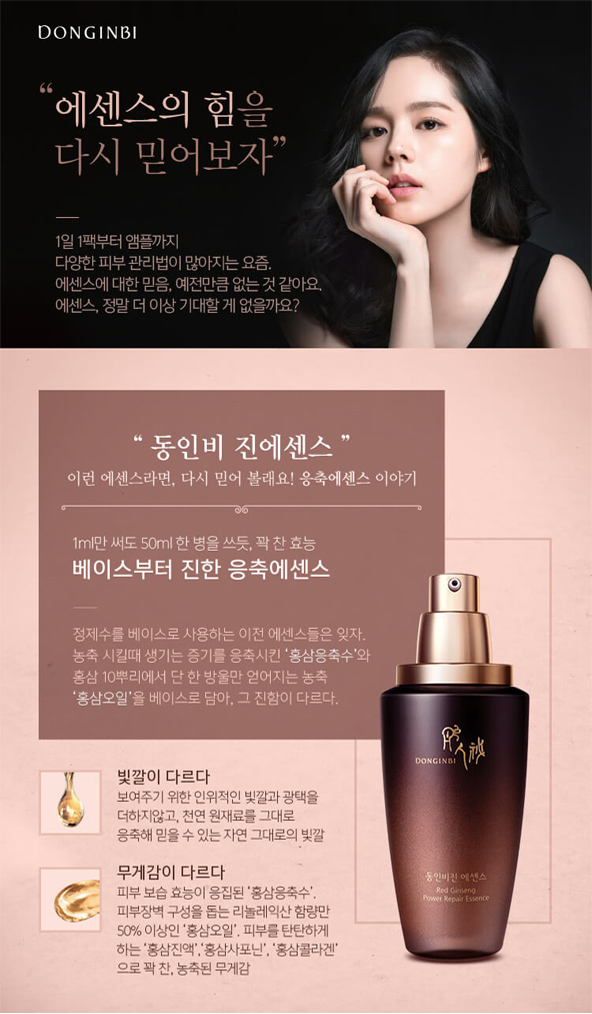 DONGINBI
“에센스의 힘을
다시 믿어보자”
1일 1팩부터 앰플까지
다양한 피부 관리법이 많아지는 요즘.
에센스에 대한 믿음, 예전만큼 없는 것 같아요.
에센스, 정말 더 이상 기대할 게 없을까요?
“ 동인비 진에센스 ”
이런 에센스라면, 다시 믿어 볼래요! 응축에센스 이야기
1ml만 써도 50ml 한 병을 쓰듯, 꽉 찬 효능
베이스부터 진한 응축에센스
정제수를 베이스로 사용하는 이전 에센스들은 잊자.
농축 시킬때 생기는 증기를 응축시킨 ‘홍삼응축수’와
홍삼 10뿌리에서 단 한 방울만 얻어지는 농축
‘홍삼오일’을 베이스로 담아, 그 진함이 다르다.
빛깔이 다르다
보여주기 위한 인위적인 빛깔과 광택을
더하지않고, 천연 원재료를 그대로
응축해 믿을 수 있는 자연 그대로의 빛깔
무게감이 다르다
피부 보습 효능이 응집된 ‘홍삼응축수’.
피부장벽 구성을 돕는 리놀레익산 함량만
50% 이상인 ‘홍삼오일’. 피부를 탄탄하게
하는 ‘홍삼진액’,‘홍삼사포닌’, ‘홍삼콜라겐’
으로 꽉 찬, 농축된 무게감
DONGINBI
동인비진 에센스
Red Ginseng
Power Repair Essence